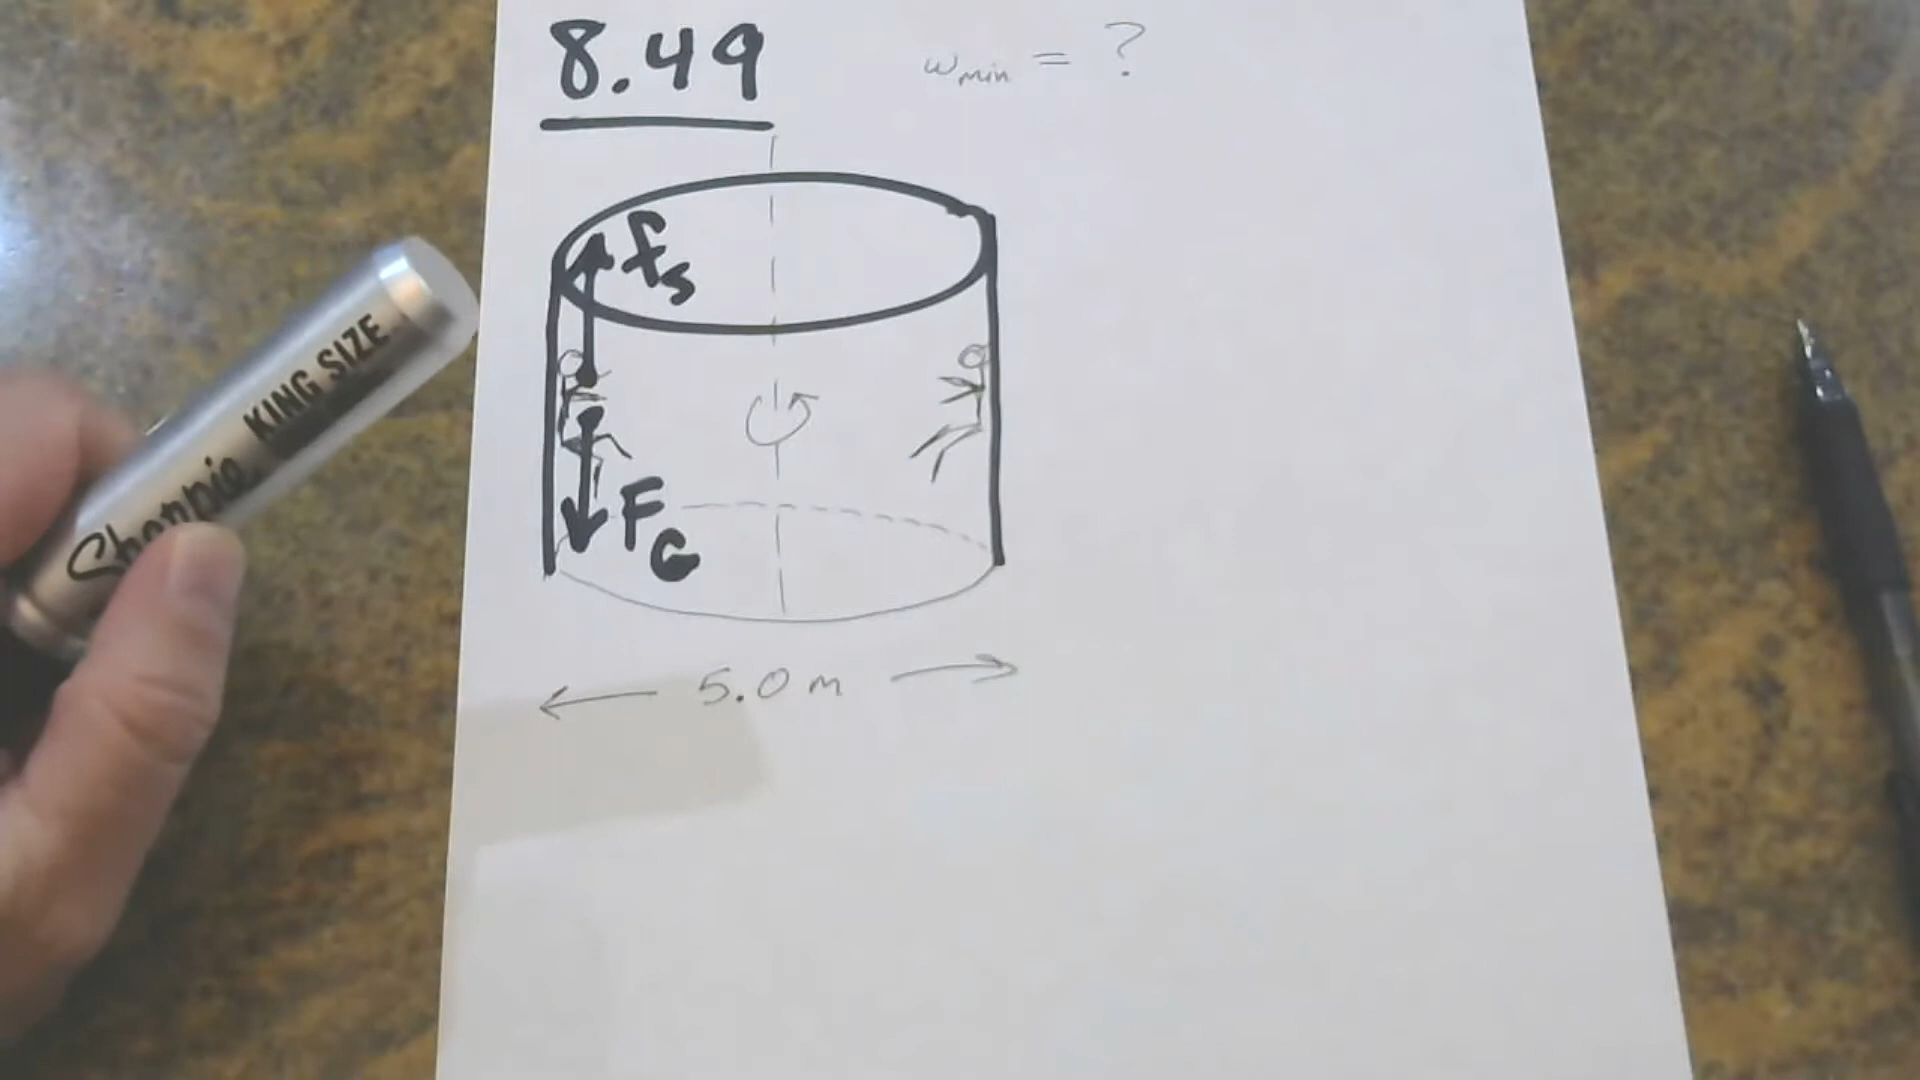 8.49
ωmin = ?
fs
FG
5.0 m
Sharpie. KING SIZE